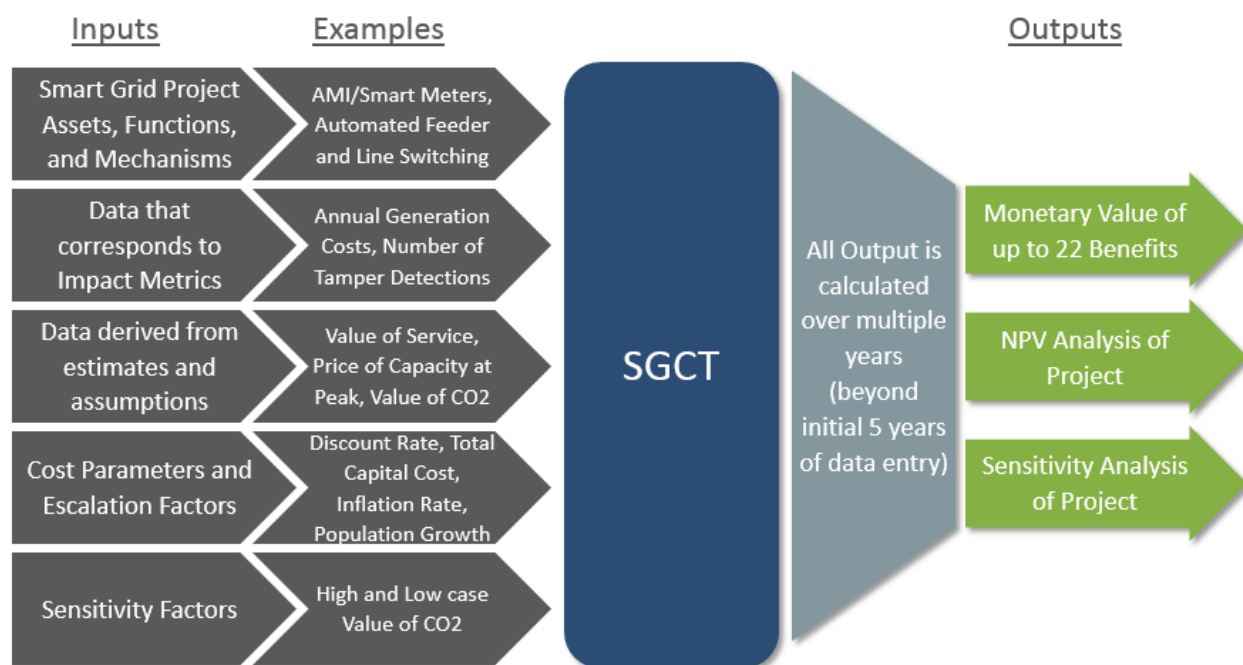 Inputs
Examples
Outputs
Smart Grid Project
Assets, Functions,
and Mechanisms
AMI/Smart Meters,
Automated Feeder
and Line Switching
Data that
corresponds to
Impact Metrics
Annual Generation
Costs, Number of
Tamper Detections
Data derived from
estimates and
assumptions
Value of Service,
Price of Capacity at
Peak, Value of CO2
Cost Parameters and
Escalation Factors
Discount Rate, Total
Capital Cost,
Inflation Rate,
Population Growth
Sensitivity Factors
High and Low case
Value of CO2
SGCT
All Output is
calculated
over multiple
years
(beyond
initial 5 years
of data entry)
Monetary Value of
up to 22 Benefits
NPV Analysis of
Project
Sensitivity Analysis
of Project